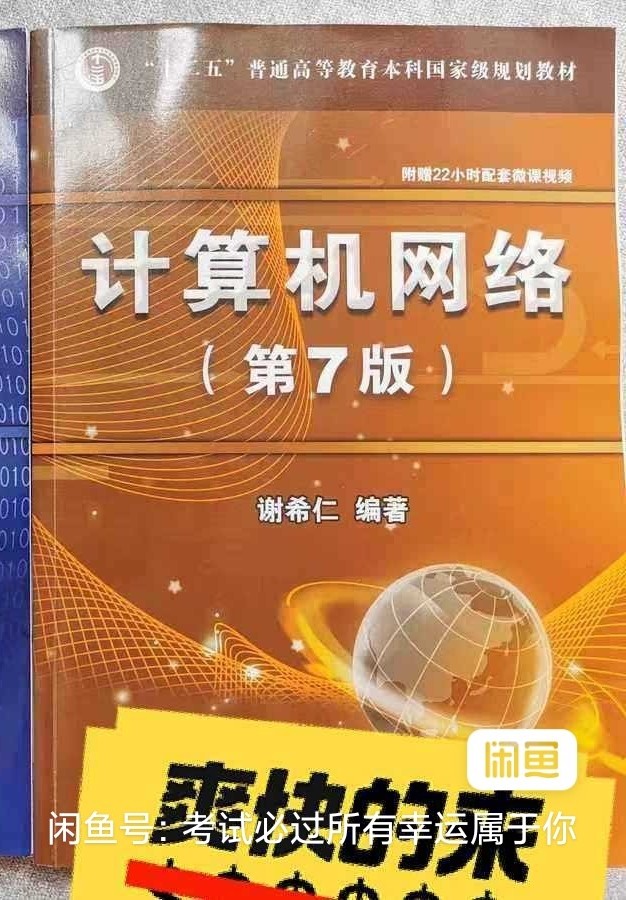 “十二五”普通高等教育本科国家级规划教材
附赠22小时配套微课视频
计算机网络
（第7版）
谢希仁 编著
闲鱼
爽快的来
闲鱼号：考试必过所有幸运属于你